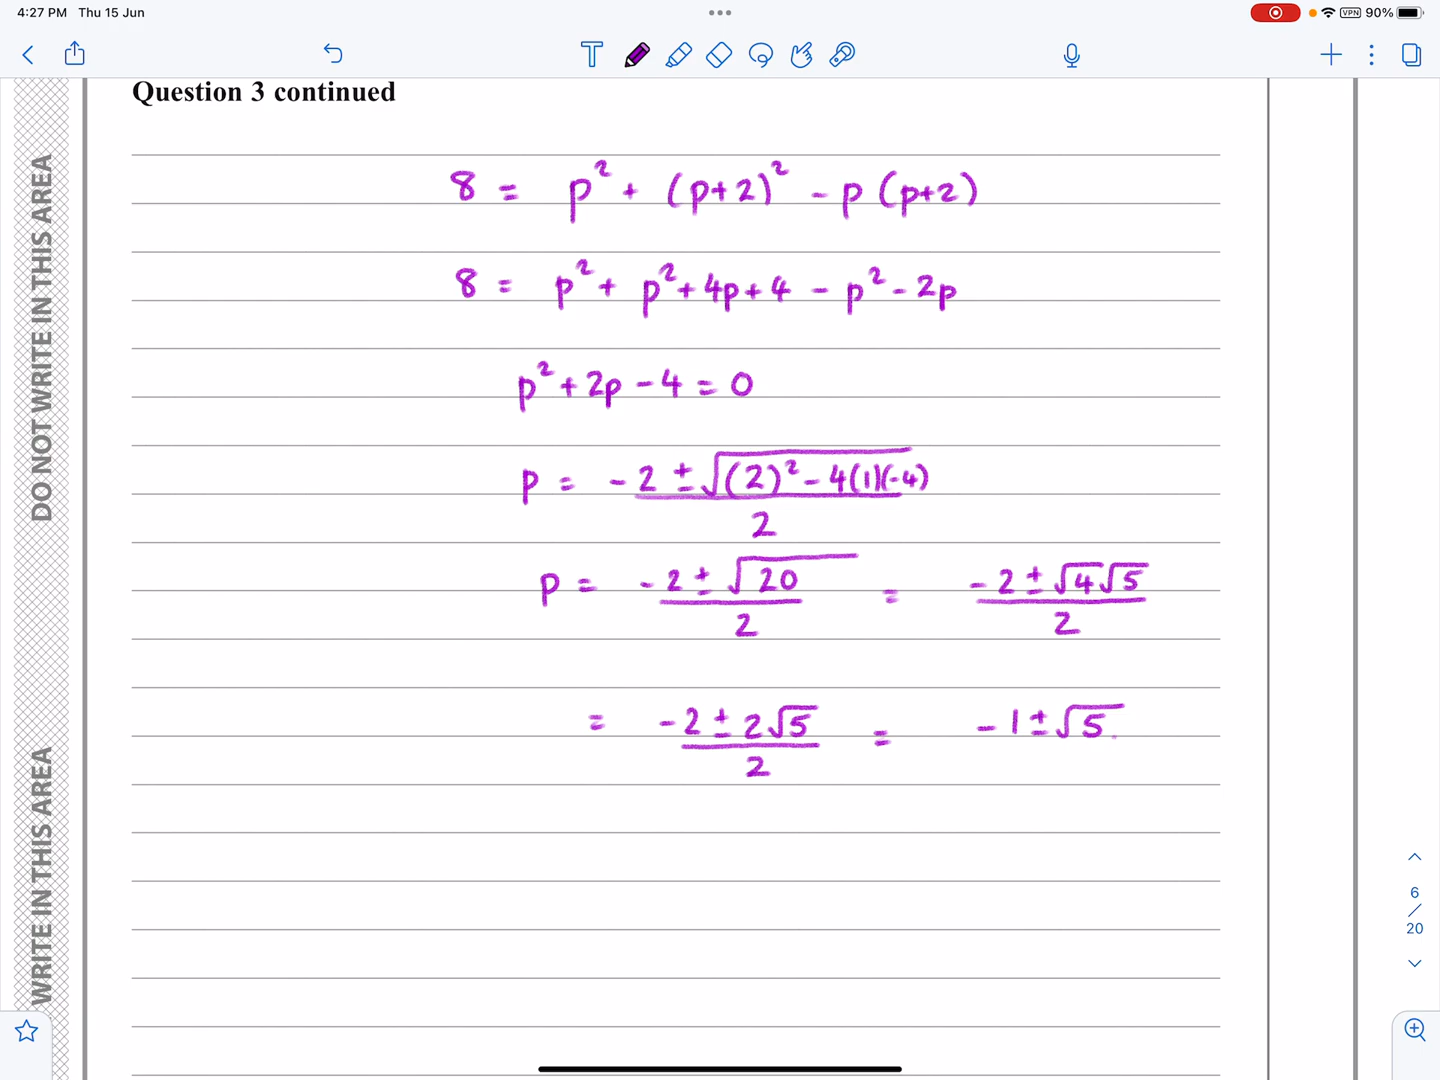 4:27 PM Thu 15 Jun
VPN 90%
T
Question 3 continued
DO NOT WRITE IN THIS AREA
8 = p² + (p+2)² - p(p+2)
8 = p² + p² + 4p + 4 - p² - 2p
p² + 2p - 4 = 0
p = -2 ± √(2)² - 4(1)(-4) / 2
p = -2 ± √20 / 2 = -2 ± √4√5 / 2
= -2 ± 2√5 / 2 = -1 ± √5.
WRITE IN THIS AREA
6
/
20